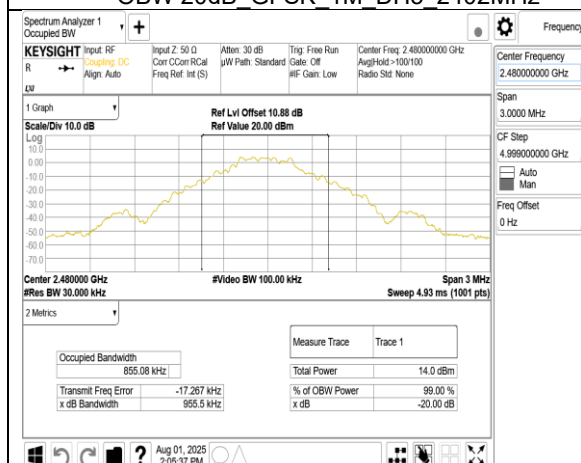 OBW 20dB_GFSK_1M_DH5_2402MHz
Spectrum Analyzer 1
Occupied BW
Frequency
KEYSIGHT
R
LXI
Input: RF
Coupling: DC
Align: Auto
Input Z: 50 Ω
Corr CCorr RCal
Freq Ref: Int (S)
Atten: 30 dB
µW Path: Standard
Trig: Free Run
Gate: Off
#IF Gain: Low
Center Freq: 2.480000000 GHz
Avg|Hold >100/100
Radio Std: None
Center Frequency
2.480000000 GHz
Span
3.0000 MHz
CF Step
4.999000000 GHz
Auto
Man
Freq Offset
0 Hz
1 Graph
Scale/Div 10.0 dB
Ref Lvl Offset 10.88 dB
Ref Value 20.00 dBm
Log
10.0
0.00
-10.0
-20.0
-30.0
-40.0
-50.0
-60.0
-70.0
Center 2.480000 GHz
#Res BW 30.000 kHz
#Video BW 100.00 kHz
Span 3 MHz
Sweep 4.93 ms (1001 pts)
2 Metrics
Measure Trace Trace 1
Occupied Bandwidth
855.08 kHz
Total Power 14.0 dBm
Transmit Freq Error -17.267 kHz
% of OBW Power 99.00 %
x dB Bandwidth 955.5 kHz
x dB -20.00 dB
?
Aug 01, 2025
2:05:37 PM